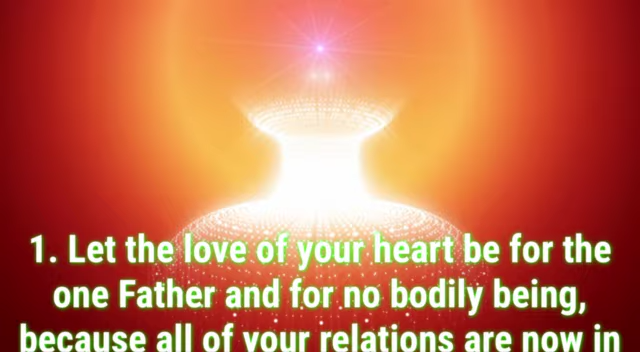 1. Let the love of your heart be for the
one Father and for no bodily being,
because all of your relations are now in